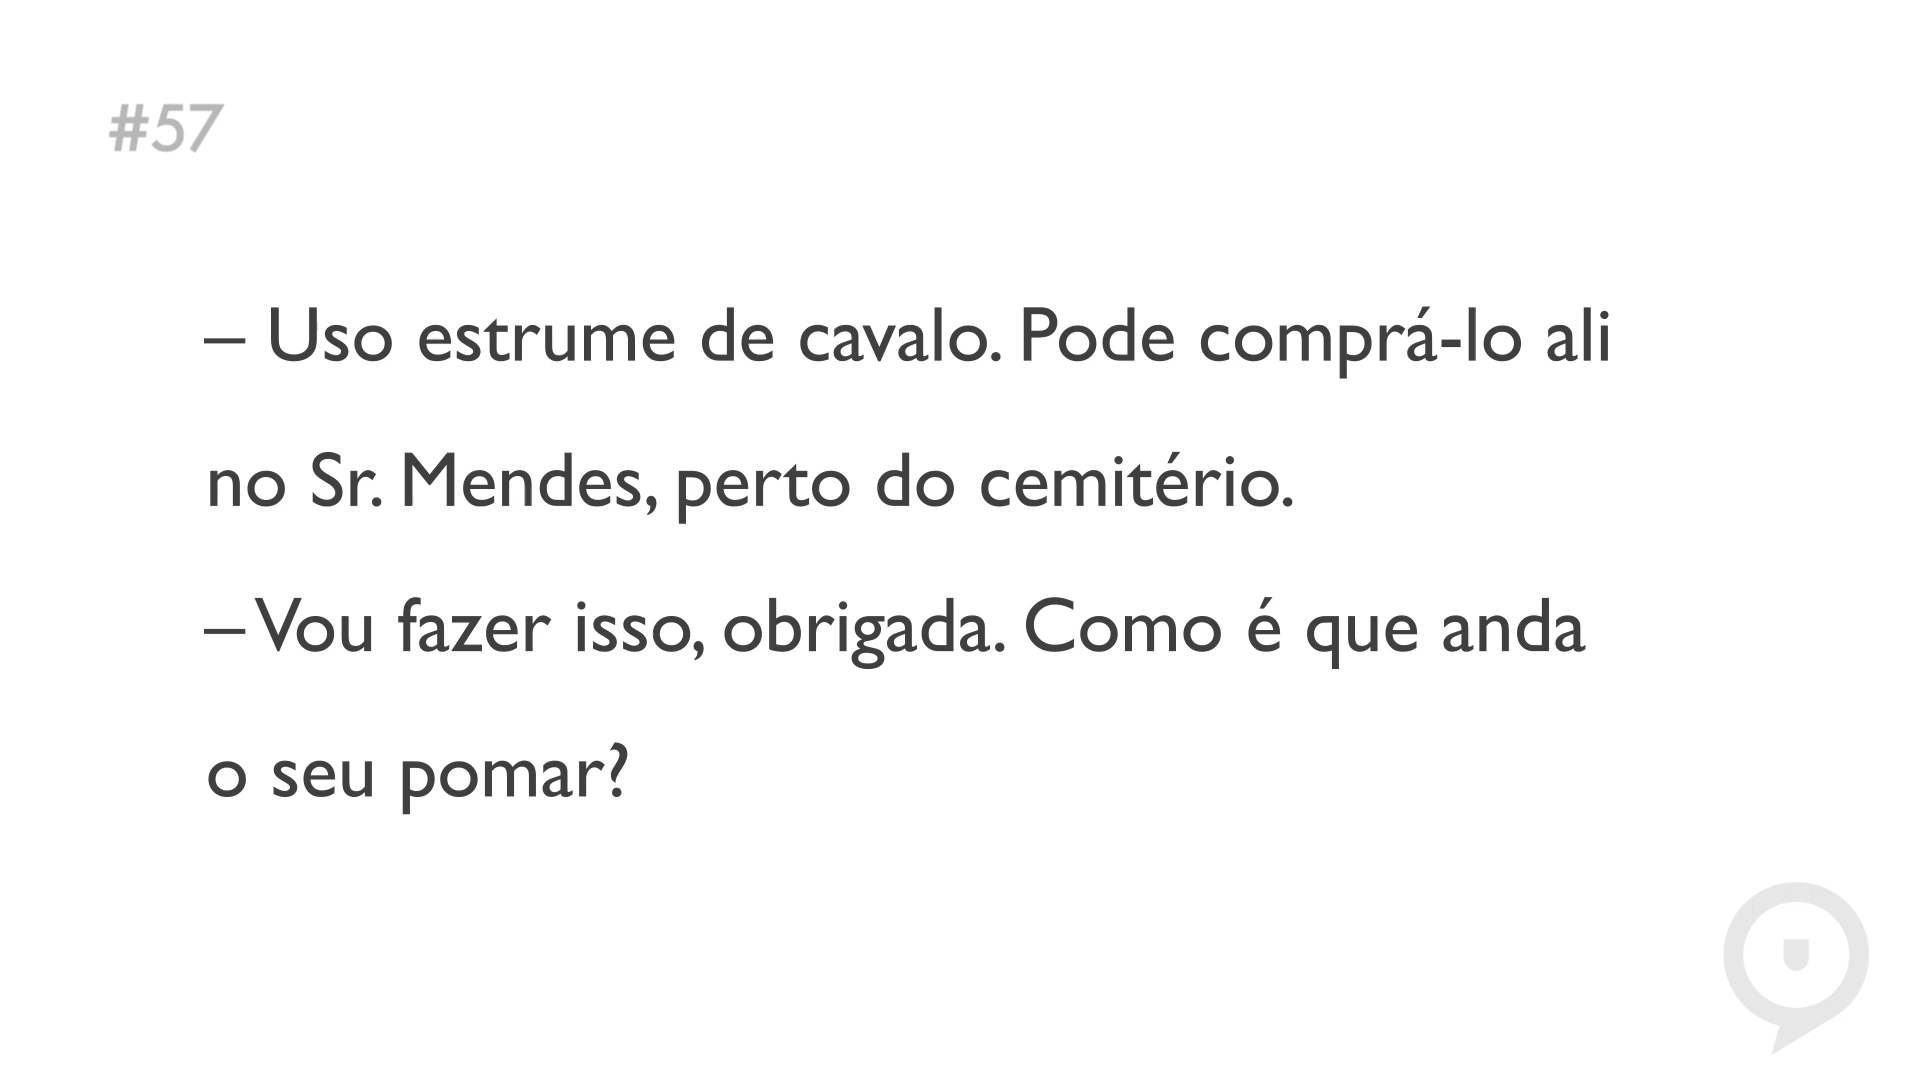 #57
– Uso estrume de cavalo. Pode comprá-lo ali
no Sr. Mendes, perto do cemitério.
– Vou fazer isso, obrigada. Como é que anda
o seu pomar?